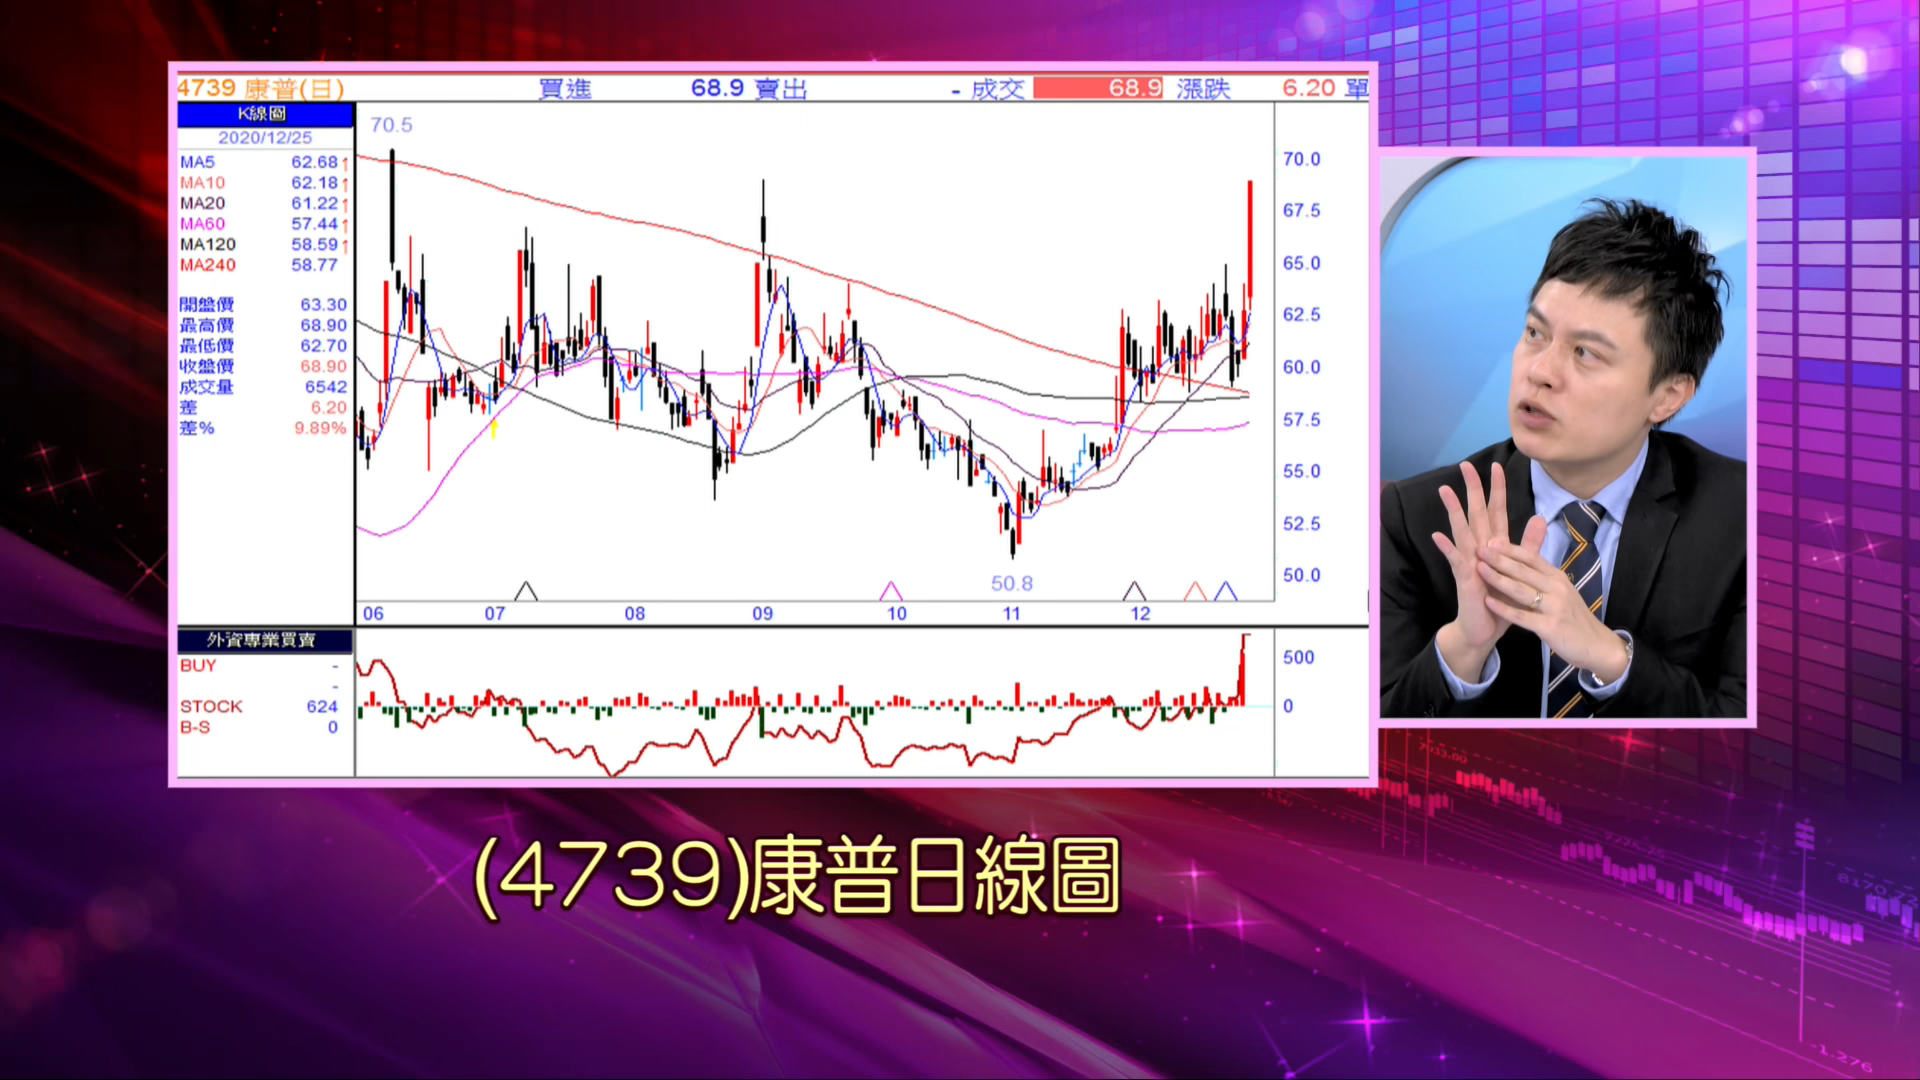 4739 康普(日) 買進 68.9 賣出 - 成交 68.9 漲跌 6.20 單
K線圖
2020/12/25
MA5 62.68↑
MA10 62.18↑
MA20 61.22↑
MA60 57.44↑
MA120 58.59↑
MA240 58.77
開盤價 63.30
最高價 68.90
最低價 62.70
收盤價 68.90
成交量 6542
差 6.20
差% 9.89%
70.5
50.8
70.0
67.5
65.0
62.5
60.0
57.5
55.0
52.5
50.0
06 07 08 09 10 11 12
外資專業買賣
BUY -
-
STOCK 624
B-S 0
500
0
(4739)康普日線圖
-1.276